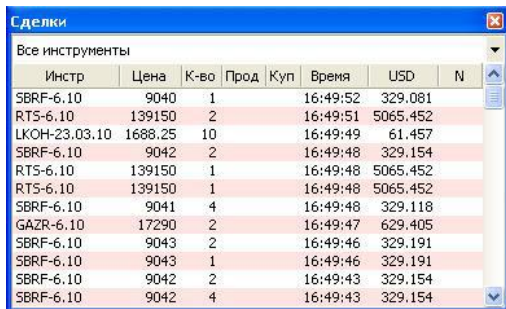 Сделки
Все инструменты
Инстр Цена К-во Прод Куп Время USD N
SBRF-6.10 9040 1 16:49:52 329.081
RTS-6.10 139150 2 16:49:51 5065.452
LKOH-23.03.10 1688.25 10 16:49:49 61.457
SBRF-6.10 9042 2 16:49:48 329.154
RTS-6.10 139150 1 16:49:48 5065.452
RTS-6.10 139150 1 16:49:48 5065.452
SBRF-6.10 9041 4 16:49:48 329.118
GAZR-6.10 17290 2 16:49:47 629.405
SBRF-6.10 9043 2 16:49:46 329.191
SBRF-6.10 9043 1 16:49:46 329.191
SBRF-6.10 9042 2 16:49:43 329.154
SBRF-6.10 9042 4 16:49:43 329.154